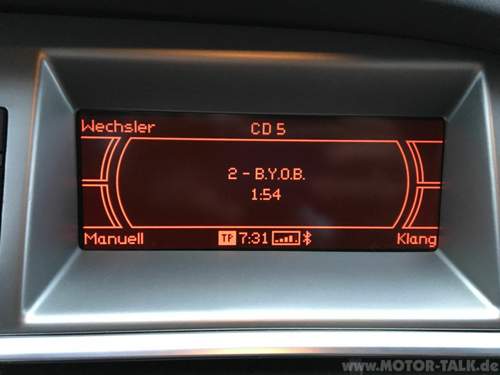 Wechsler CD 5
2 - B.Y.O.B.
1:54
Manuell TP 7:31 Klang
www.MOTOR-TALK.de